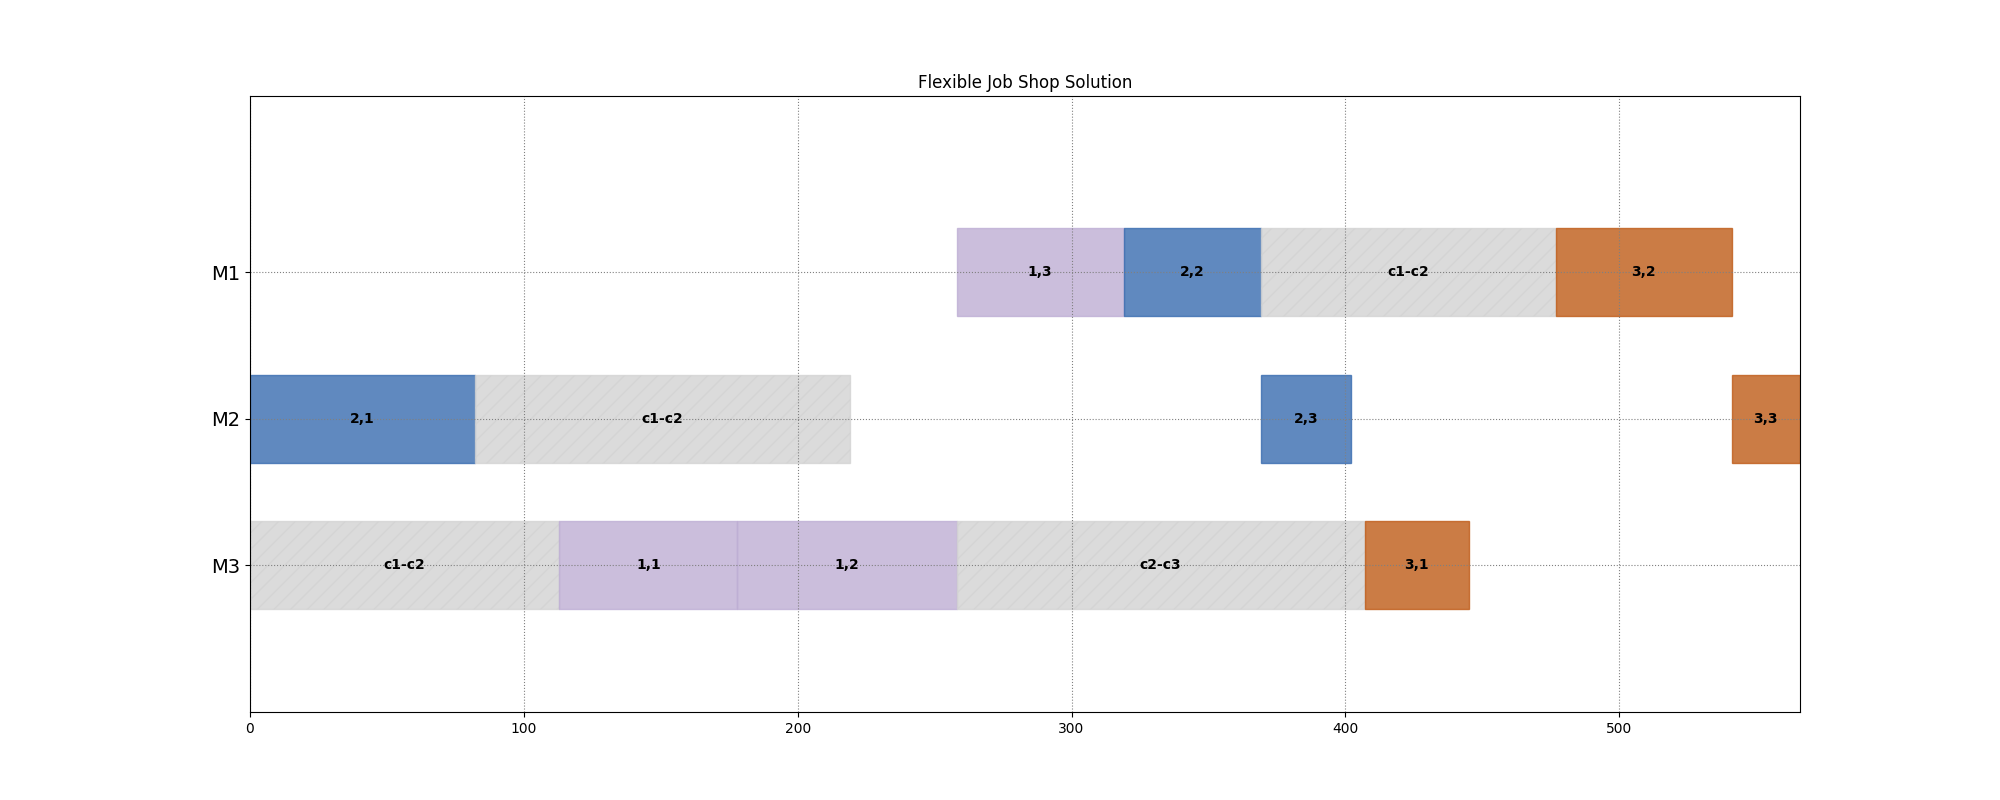 Flexible Job Shop Solution
M1
1,3
2,2
c1-c2
3,2
M2
2,1
c1-c2
2,3
3,3
M3
c1-c2
1,1
1,2
c2-c3
3,1
0 100 200 300 400 500